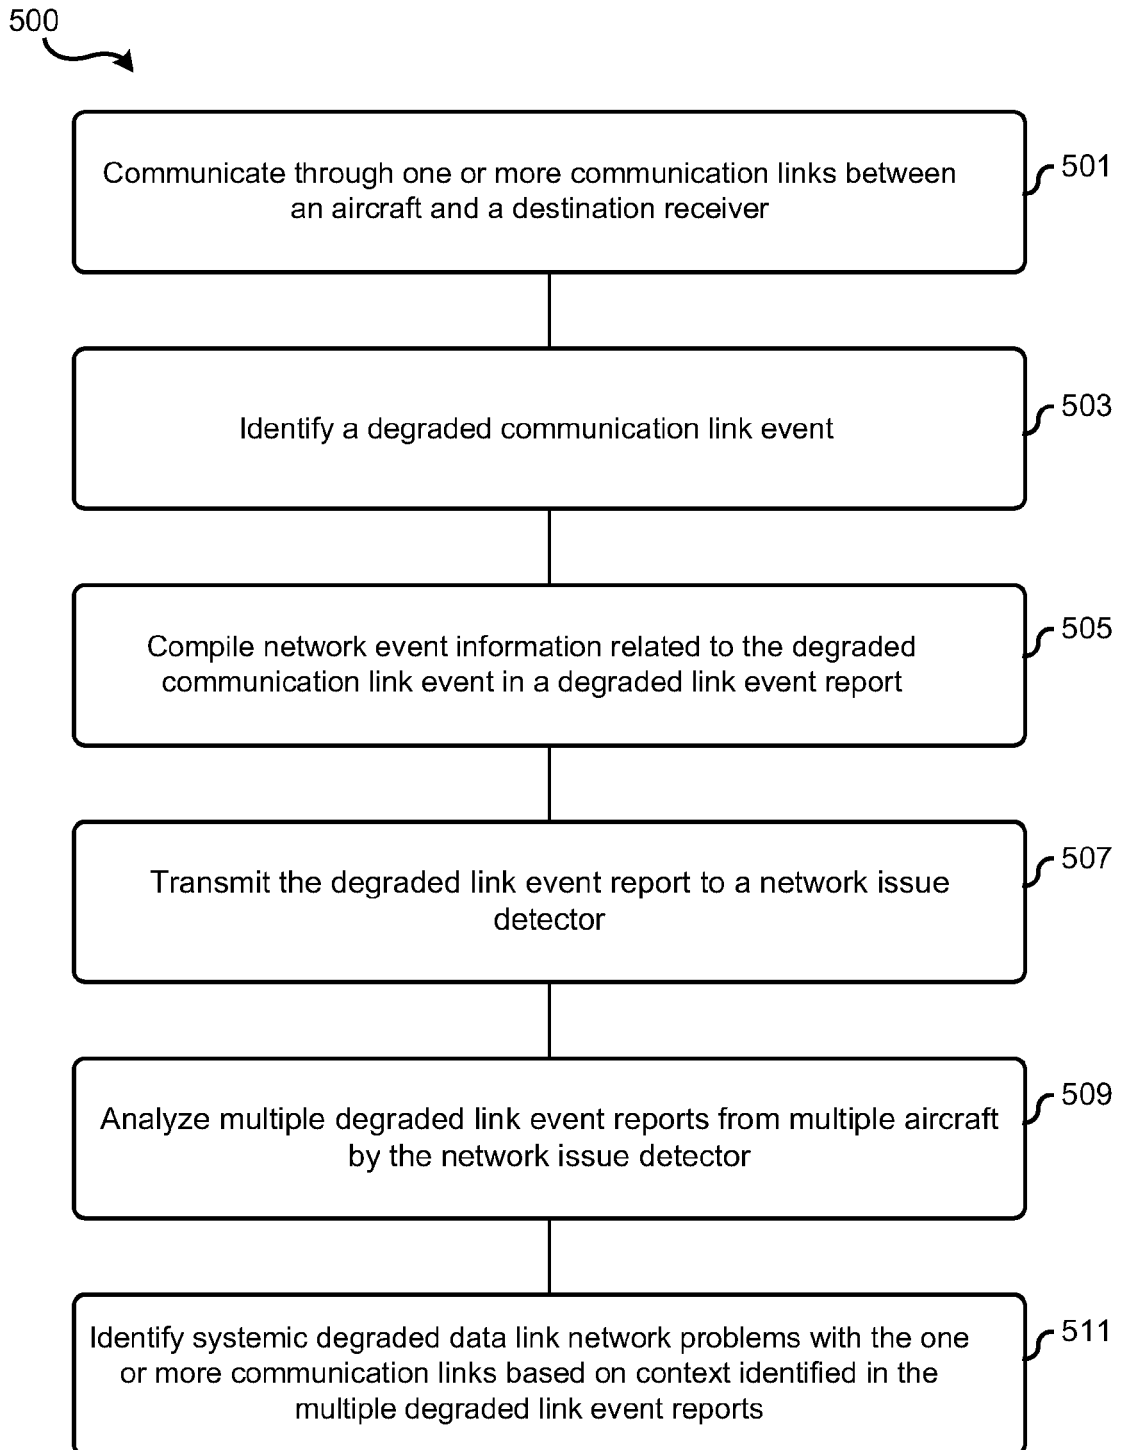 500
Communicate through one or more communication links between
an aircraft and a destination receiver
501
Identify a degraded communication link event
503
Compile network event information related to the degraded
communication link event in a degraded link event report
505
Transmit the degraded link event report to a network issue
detector
507
Analyze multiple degraded link event reports from multiple aircraft
by the network issue detector
509
Identify systemic degraded data link network problems with the one
or more communication links based on context identified in the
multiple degraded link event reports
511